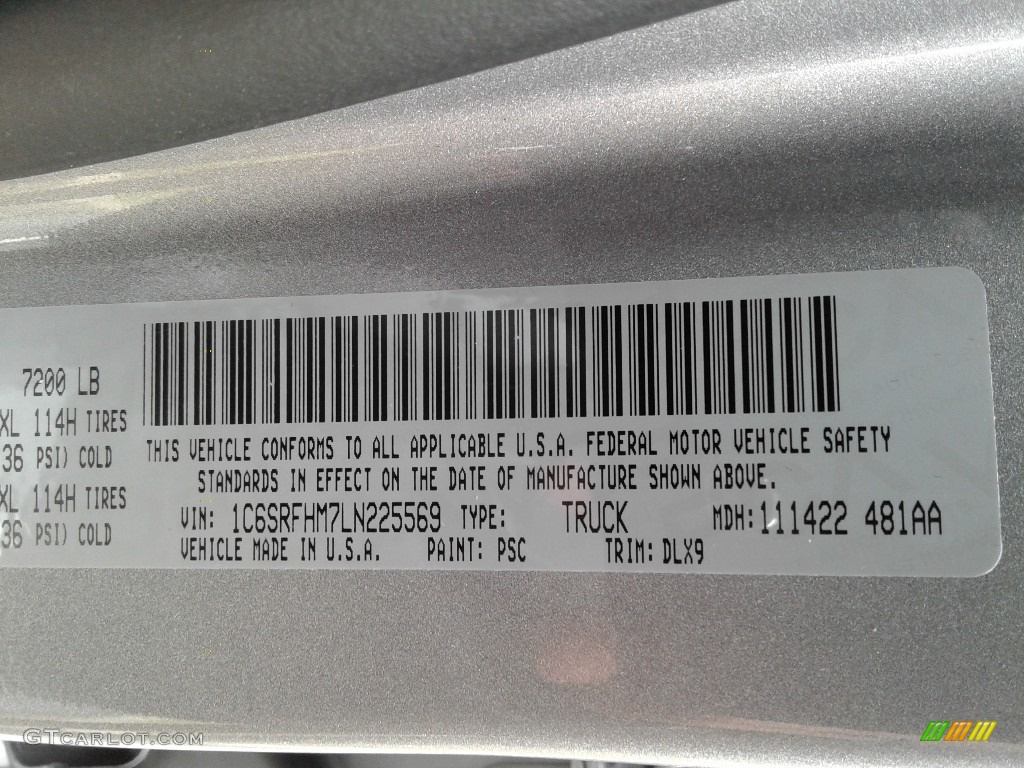 7200 LB
XL 114H TIRES
36 PSI) COLD
XL 114H TIRES
36 PSI) COLD
THIS VEHICLE CONFORMS TO ALL APPLICABLE U.S.A. FEDERAL MOTOR VEHICLE SAFETY
STANDARDS IN EFFECT ON THE DATE OF MANUFACTURE SHOWN ABOVE.
VIN: 1C6SRFHM7LN225569 TYPE: TRUCK MDH: 111422 481AA
VEHICLE MADE IN U.S.A. PAINT: PSC TRIM: DLX9
GTcarlot.com